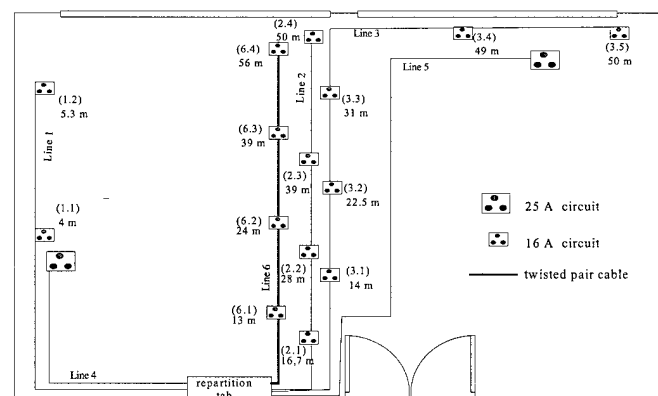 (2.4)
50 m
Line 3
(3.4)
49 m
(3.5)
50 m
(6.4)
56 m
Line 2
Line 5
(1.2)
5.3 m
(3.3)
31 m
Line 1
(6.3)
39 m
(2.3)
39 m
(3.2)
22.5 m
25 A circuit
(1.1)
4 m
(6.2)
24 m
16 A circuit
(2.2)
28 m
(3.1)
14 m
twisted pair cable
Line 6
(6.1)
13 m
(2.1)
16,7 m
Line 4
repartition
tab